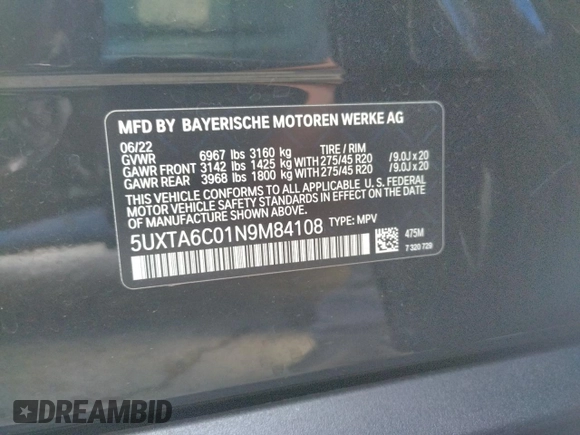 MFD BY BAYERISCHE MOTOREN WERKE AG
06/22 TIRE / RIM
GVWR 6967 lbs 3160 kg
GAWR FRONT 3142 lbs 1425 kg WITH 275/45 R20 /9.0J x 20
GAWR REAR 3968 lbs 1800 kg WITH 275/45 R20 /9.0J x 20
THIS VEHICLE CONFORMS TO ALL APPLICABLE U.S. FEDERAL
MOTOR VEHICLE SAFETY STANDARDS IN EFFECT ON THE DATE
OF MANUFACTURE SHOWN ABOVE.
5UXTA6C01N9M84108 TYPE: MPV
475M
7 320 728
DREAMBID